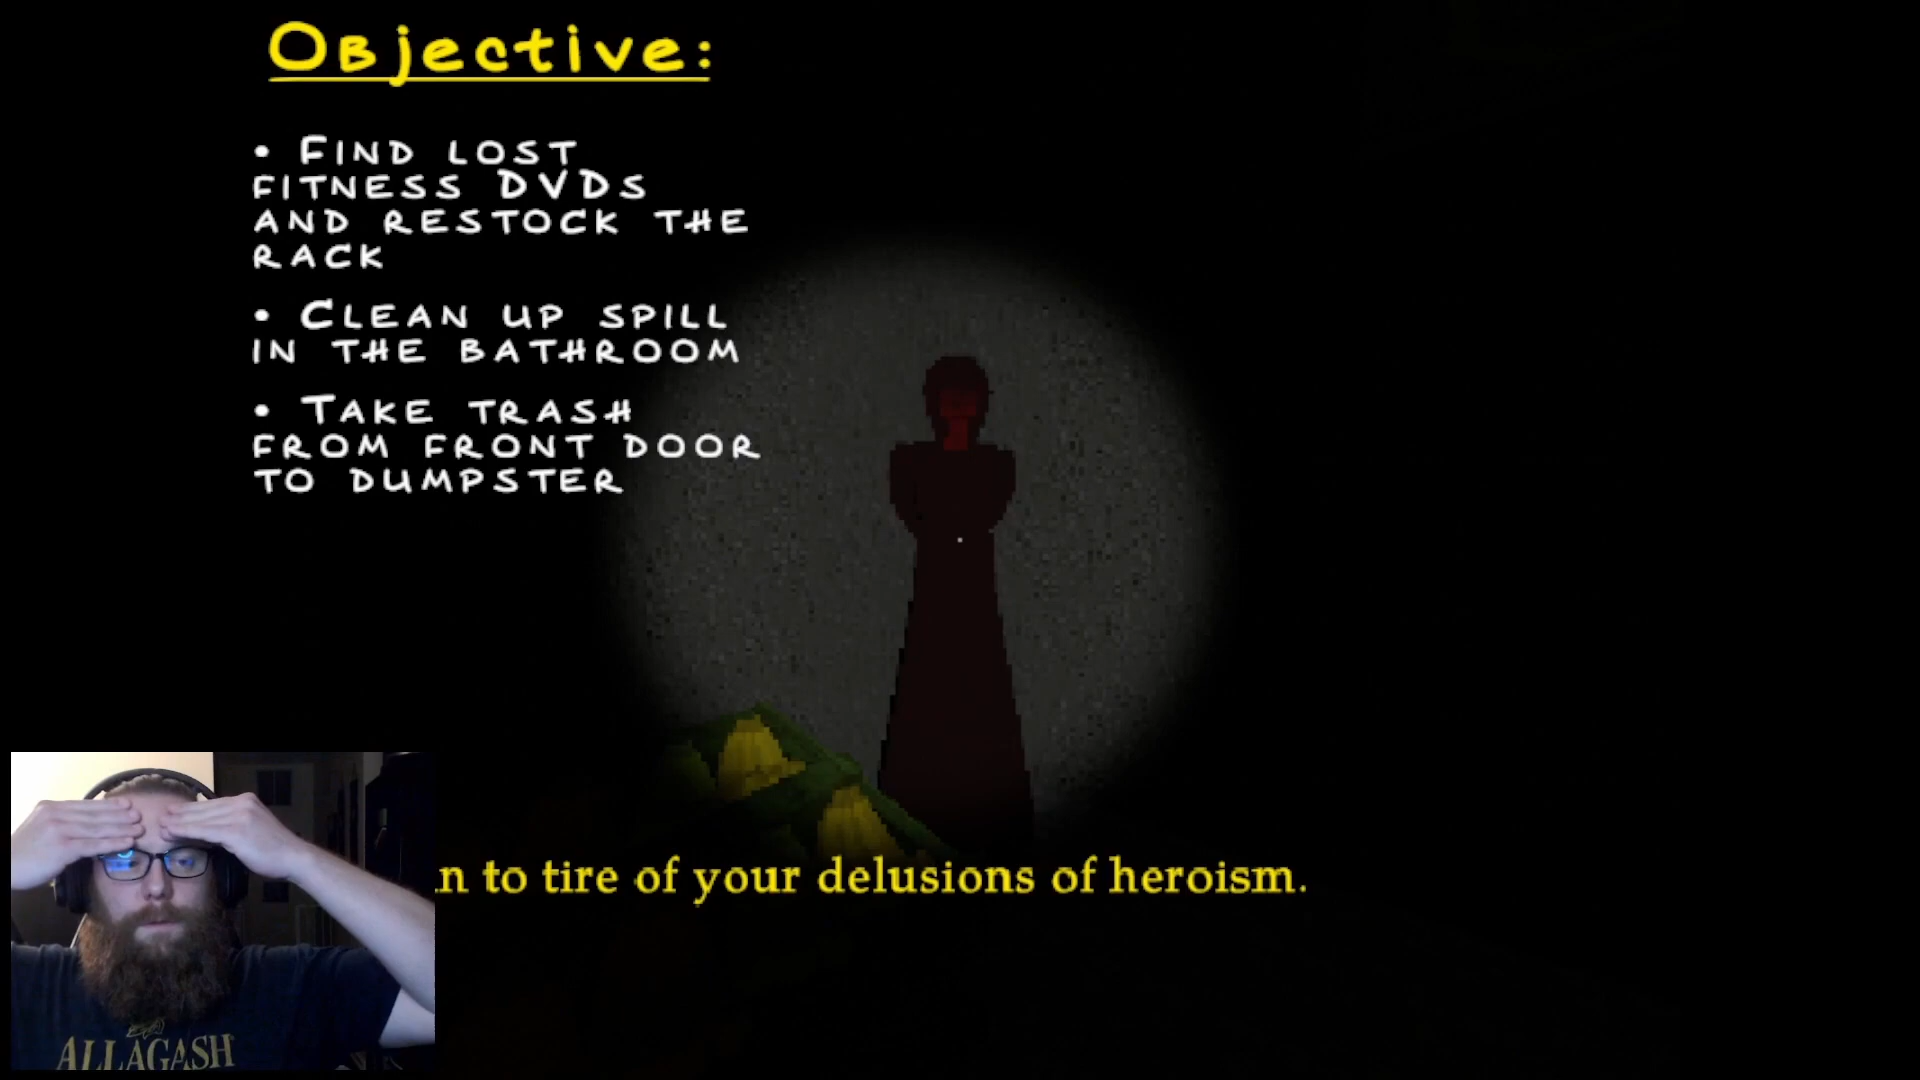 Objective:
• Find lost
fitness DVDs
and restock the
rack
• Clean up spill
in the bathroom
• Take trash
from front door
to dumpster
to tire of your delusions of heroism.
ALLAGASH